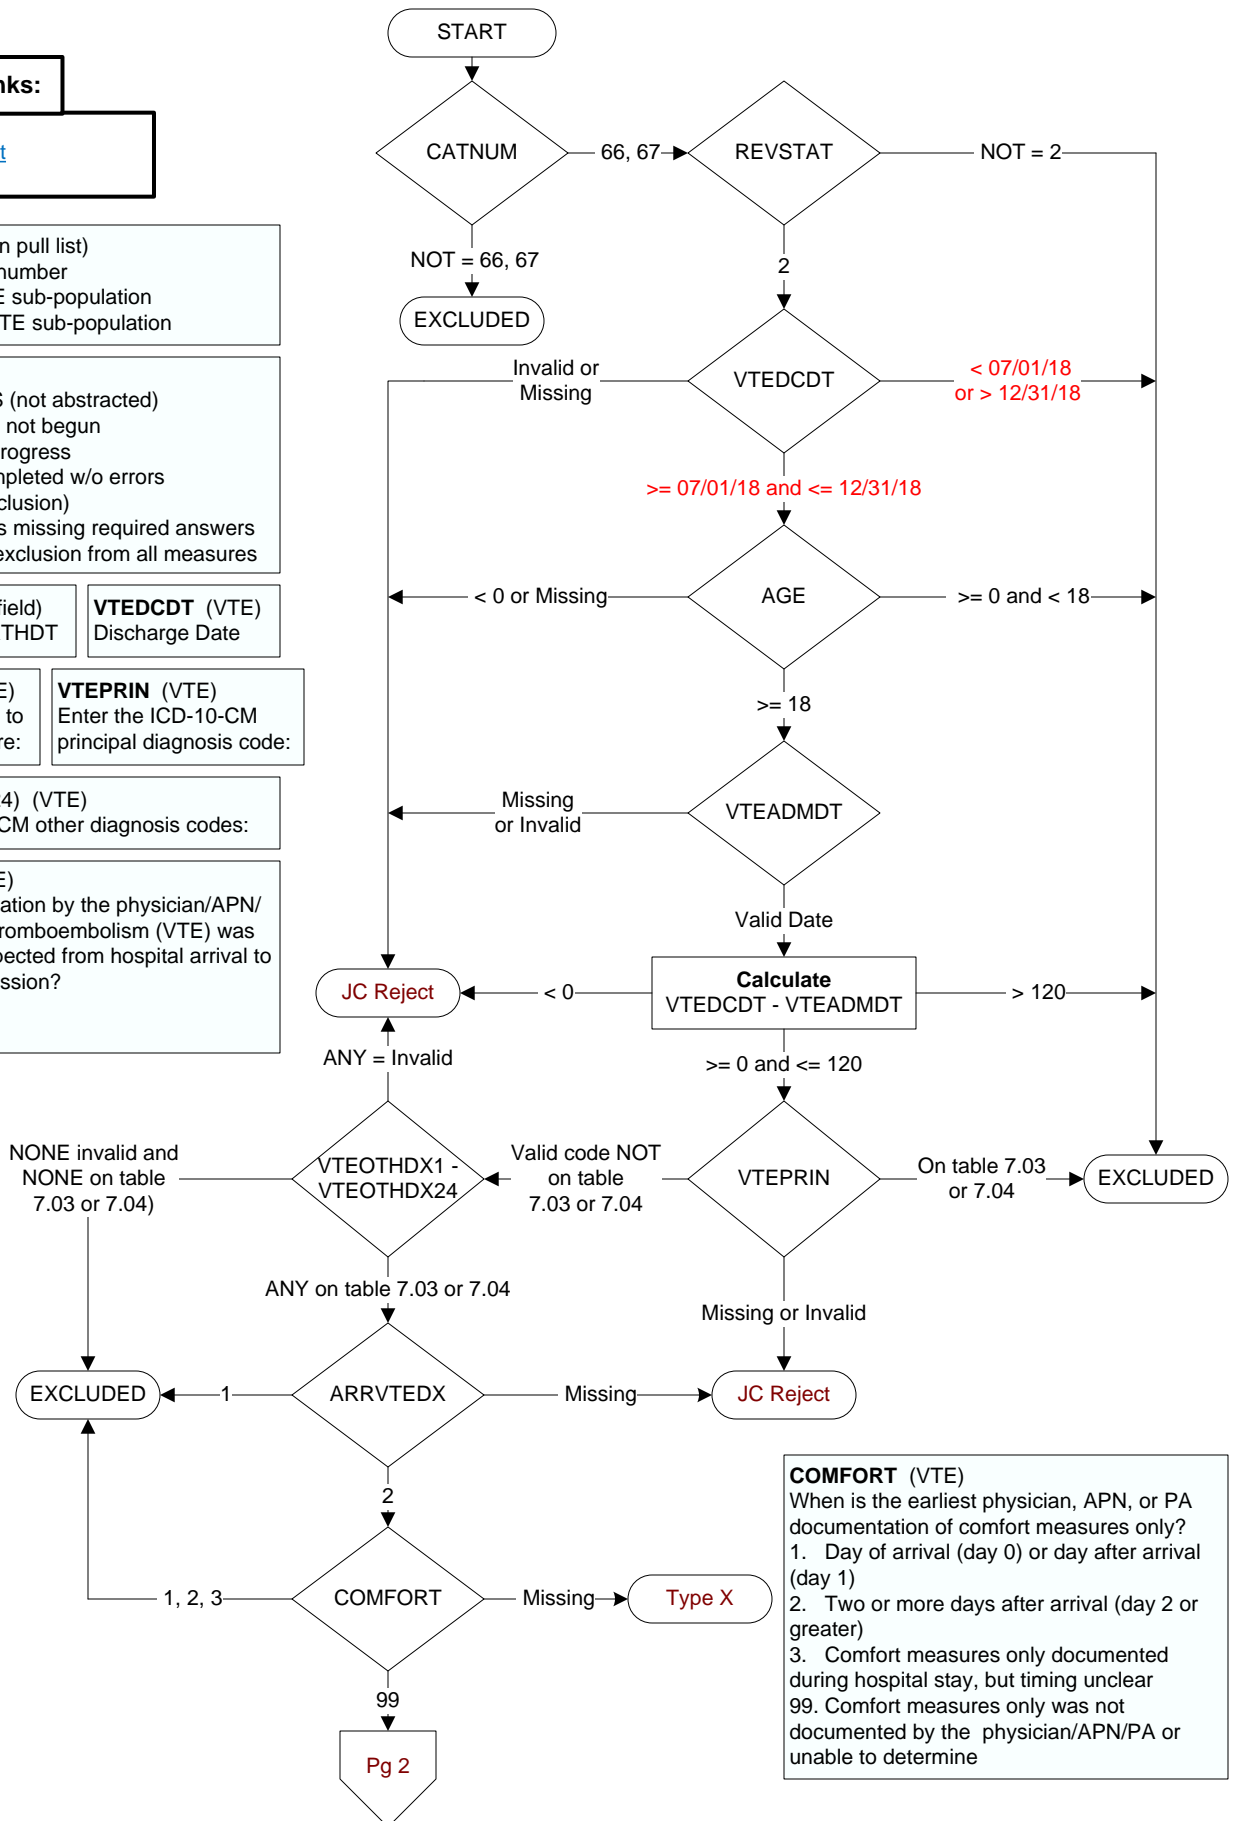 START
nks:
t
CATNUM
66, 67
REVSTAT
NOT = 2
NOT = 66, 67
EXCLUDED
2
n pull list)
number
E sub-population
TE sub-population
VTEDCDT
Invalid or
Missing
< 07/01/18
or > 12/31/18
>= 07/01/18 and <= 12/31/18
S (not abstracted)
not begun
rogress
mpleted w/o errors
clusion)
s missing required answers
exclusion from all measures
AGE
< 0 or Missing
>= 0 and < 18
>= 18
field)
THDT
VTEDCDT (VTE)
Discharge Date
E)
to
re:
VTEPRIN (VTE)
Enter the ICD-10-CM
principal diagnosis code:
VTEADMDT
Missing
or Invalid
Valid Date
24) (VTE)
CM other diagnosis codes:
E)
ation by the physician/APN/
romboembolism (VTE) was
pected from hospital arrival to
ssion?
Calculate
VTEDCDT - VTEADMDT
< 0
> 120
JC Reject
>= 0 and <= 120
ANY = Invalid
VTEPRIN
On table 7.03
or 7.04
EXCLUDED
Valid code NOT
on table
7.03 or 7.04
VTEOTHDX1 -
VTEOTHDX24
NONE invalid and
NONE on table
7.03 or 7.04)
Missing or Invalid
JC Reject
ANY on table 7.03 or 7.04
ARRVTEDX
Missing
1
EXCLUDED
2
COMFORT
1, 2, 3
Missing
Type X
99
Pg 2
COMFORT (VTE)
When is the earliest physician, APN, or PA
documentation of comfort measures only?
1. Day of arrival (day 0) or day after arrival
(day 1)
2. Two or more days after arrival (day 2 or
greater)
3. Comfort measures only documented
during hospital stay, but timing unclear
99. Comfort measures only was not
documented by the physician/APN/PA or
unable to determine